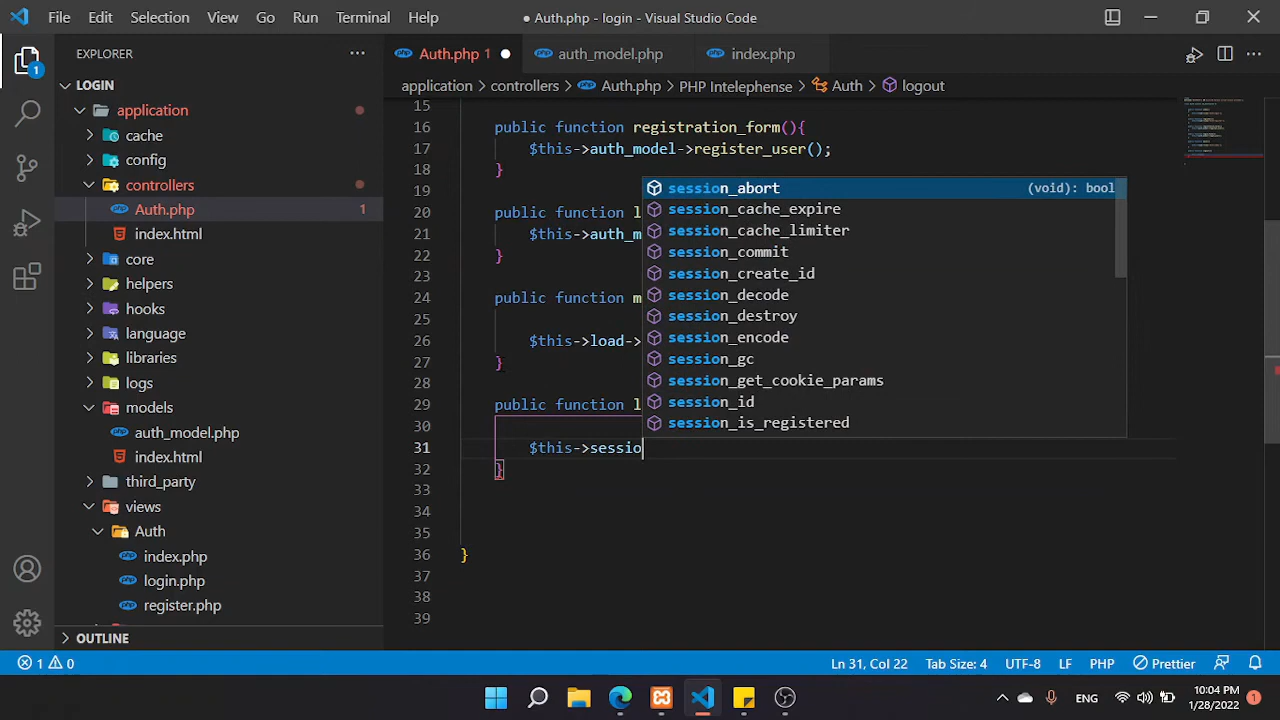 File Edit Selection View Go Run Terminal Help
● Auth.php - login - Visual Studio Code
EXPLORER
Auth.php 1 ●
auth_model.php
index.php
LOGIN
application > controllers > Auth.php > PHP Intelephense > Auth > logout
application
cache
config
controllers
Auth.php 1
index.html
core
helpers
hooks
language
libraries
logs
models
auth_model.php
index.html
third_party
views
Auth
index.php
login.php
register.php
OUTLINE
15
16 public function registration_form(){
17 $this->auth_model->register_user();
18 }
19
20 public function l
21 $this->auth_m
22 }
23
24 public function m
25
26 $this->load->
27 }
28
29 public function l
30
31 $this->sessio
32 }
33
34
35
36 }
37
38
39
session_abort (void): bool
session_cache_expire
session_cache_limiter
session_commit
session_create_id
session_decode
session_destroy
session_encode
session_gc
session_get_cookie_params
session_id
session_is_registered
1
1 0
Ln 31, Col 22 Tab Size: 4 UTF-8 LF PHP Prettier
ENG
10:04 PM
1/28/2022
1